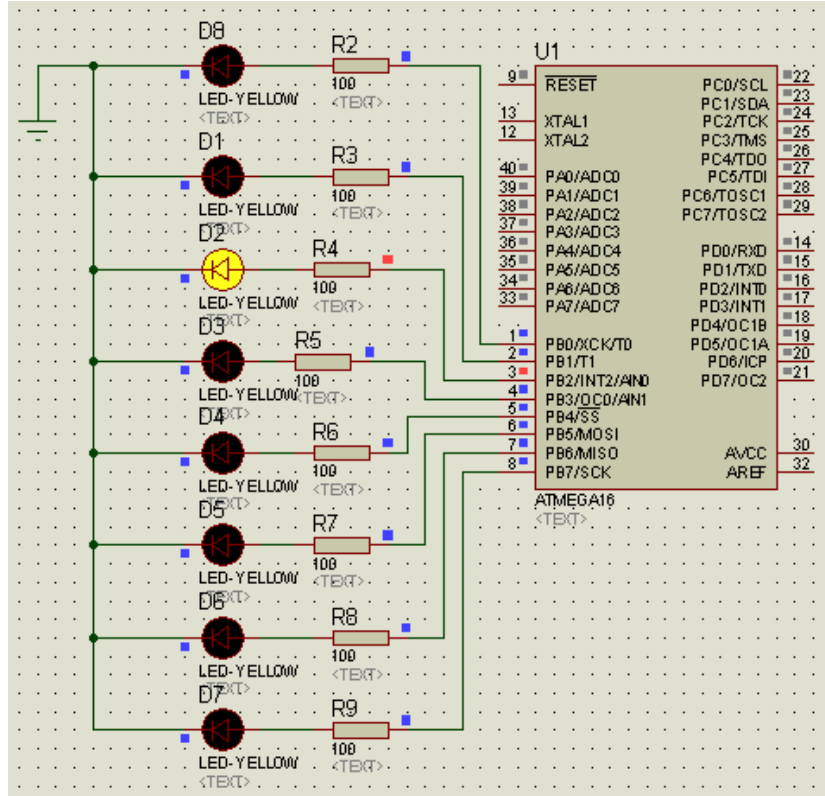 D8
R2
LED-YELLOW
100
<TEXT>
<TEXT>
D1
R3
LED-YELLOW
100
<TEXT>
<TEXT>
D2
R4
LED-YELLOW
100
<TEXT>
<TEXT>
D3
R5
LED-YELLOW
100
<TEXT>
<TEXT>
D4
R6
LED-YELLOW
100
<TEXT>
<TEXT>
D5
R7
LED-YELLOW
100
<TEXT>
<TEXT>
D6
R8
LED-YELLOW
100
<TEXT>
<TEXT>
D7
R9
LED-YELLOW
100
<TEXT>
<TEXT>
U1
9 RESET
13 XTAL1
12 XTAL2
40 PA0/ADC0
39 PA1/ADC1
38 PA2/ADC2
37 PA3/ADC3
36 PA4/ADC4
35 PA5/ADC5
34 PA6/ADC6
33 PA7/ADC7
1 PB0/XCK/T0
2 PB1/T1
3 PB2/INT2/AIN0
4 PB3/OC0/AIN1
5 PB4/SS
6 PB5/MOSI
7 PB6/MISO
8 PB7/SCK
PC0/SCL 22
PC1/SDA 23
PC2/TCK 24
PC3/TMS 25
PC4/TDO 26
PC5/TDI 27
PC6/TOSC1 28
PC7/TOSC2 29
PD0/RXD 14
PD1/TXD 15
PD2/INT0 16
PD3/INT1 17
PD4/OC1B 18
PD5/OC1A 19
PD6/ICP 20
PD7/OC2 21
AVCC 30
AREF 32
ATMEGA16
<TEXT>